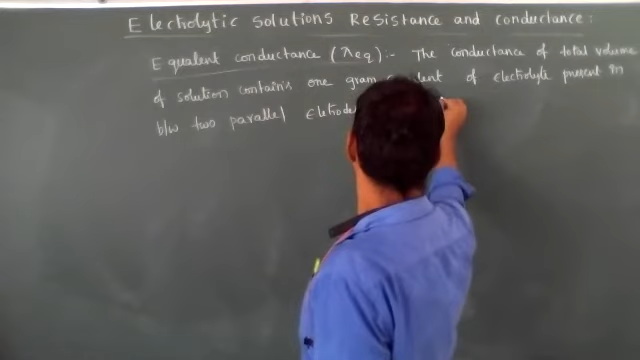 Electrolytic Solutions Resistance and conductance:
Equalent conductance (λeq):- The conductance of total volume
of solution contains one gram of electrolyte present in
b/w two parallel